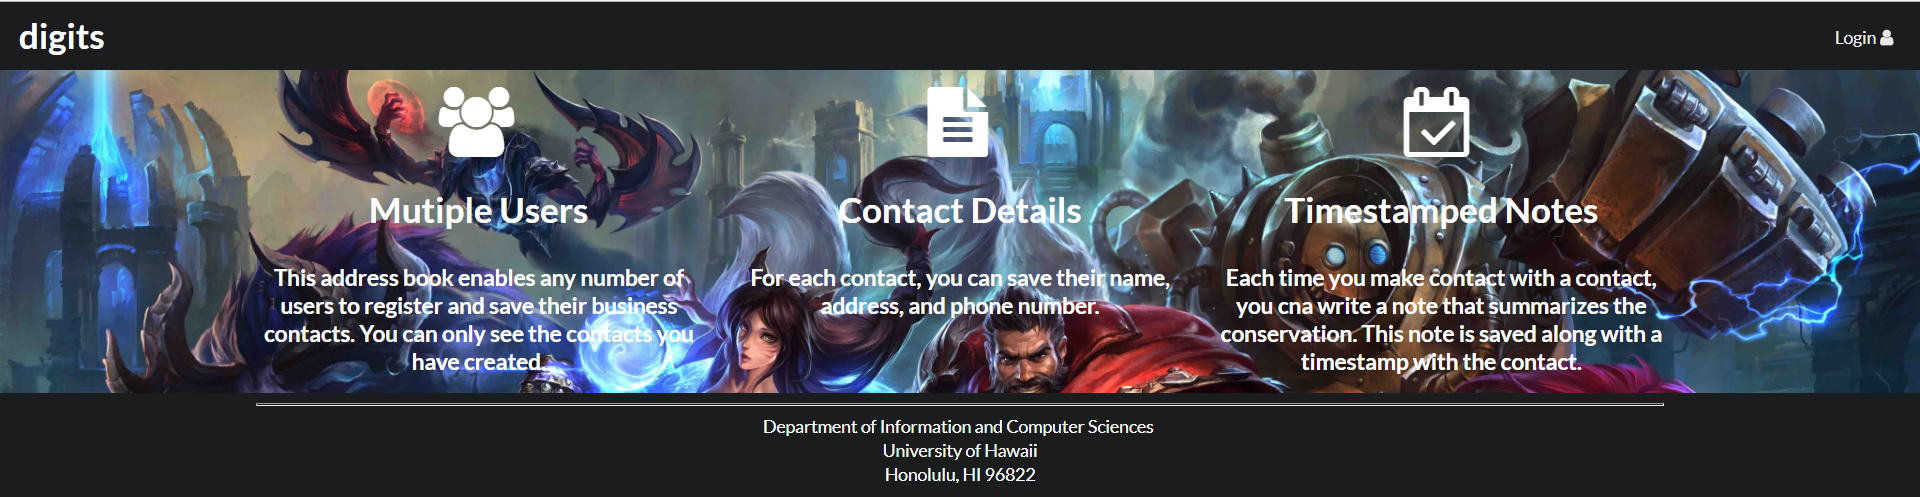 digits
Login
Mutiple Users
This address book enables any number of
users to register and save their business
contacts. You can only see the contacts you
have created.
Contact Details
For each contact, you can save their name,
address, and phone number.
Timestamped Notes
Each time you make contact with a contact,
you cna write a note that summarizes the
conservation. This note is saved along with a
timestamp with the contact.
Department of Information and Computer Sciences
University of Hawaii
Honolulu, HI 96822